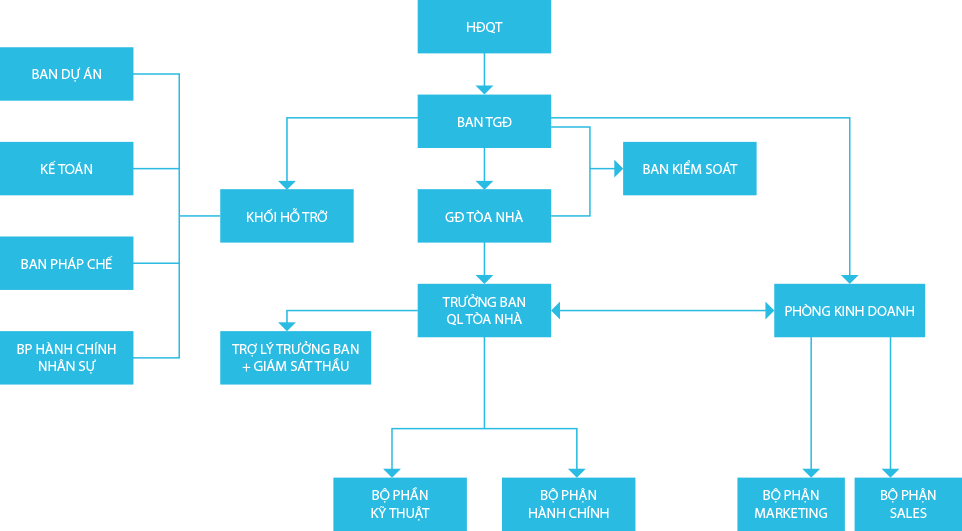 HĐQT
BAN DỰ ÁN
BAN TGĐ
KẾ TOÁN
BAN KIỂM SOÁT
KHỐI HỖ TRỠ
GĐ TÒA NHÀ
BAN PHÁP CHẾ
TRƯỞNG BAN
QL TÒA NHÀ
PHÒNG KINH DOANH
BP HÀNH CHÍNH
NHÂN SỰ
TRỢ LÝ TRƯỞNG BAN
+ GIÁM SÁT THẦU
BỘ PHẦN
KỸ THUẬT
BỘ PHẬN
HÀNH CHÍNH
BỘ PHẬN
MARKETING
BỘ PHẬN
SALES